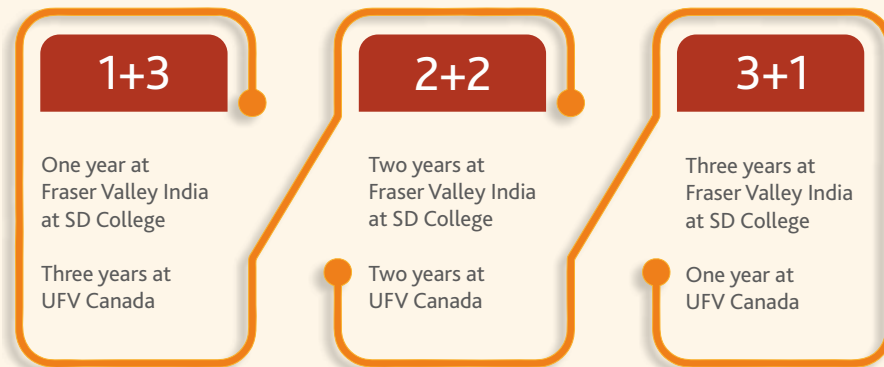 1+3
One year at
Fraser Valley India
at SD College
Three years at
UFV Canada
2+2
Two years at
Fraser Valley India
at SD College
Two years at
UFV Canada
3+1
Three years at
Fraser Valley India
at SD College
One year at
UFV Canada